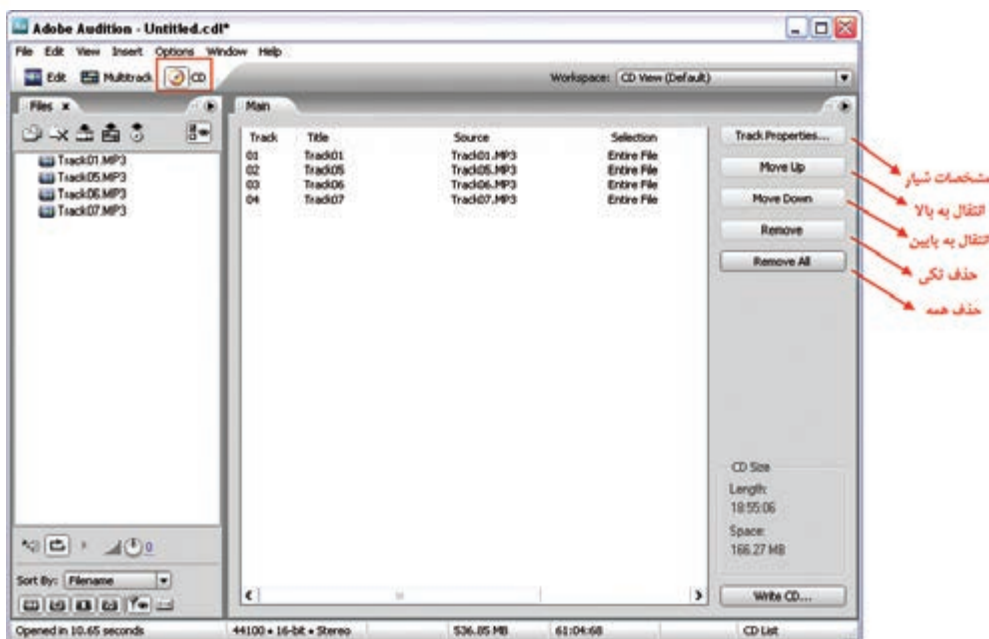 Adobe Audition - Untitled.cdl*
File Edit View Insert Options Window Help
Edit Multitrack CD
Workspace: CD View (Default)
Files x
Main
Track01.MP3
Track05.MP3
Track06.MP3
Track07.MP3
Track Title Source Selection
01 Track01 Track01.MP3 Entire File
02 Track05 Track05.MP3 Entire File
03 Track06 Track06.MP3 Entire File
04 Track07 Track07.MP3 Entire File
Track Properties...
Move Up
Move Down
Remove
Remove All
مشخصات شیار
انتقال به بالا
انتقال به پایین
حذف تکی
حذف همه
CD Size
Length:
18:55:06
Space:
166.27 MB
0
Sort By: Filename
Write CD...
Opened in 10.65 seconds 44100 • 16-bit • Stereo 536.85 MB 61:04:68 CD List